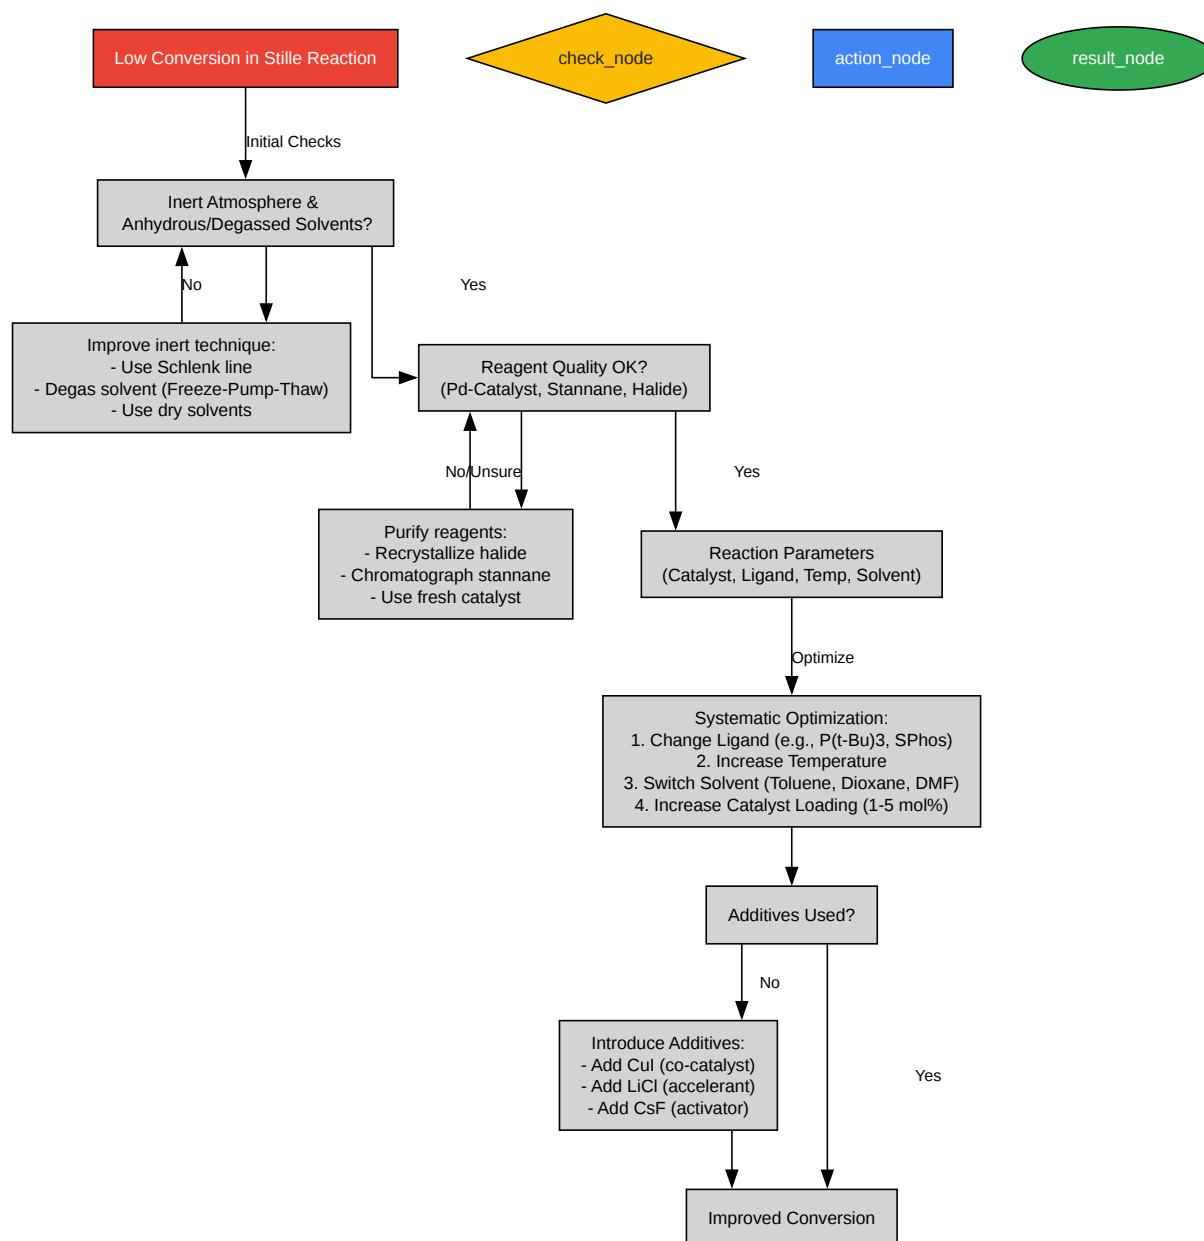 Low Conversion in Stille Reaction
check_node
action_node
result_node
Initial Checks
Inert Atmosphere &
Anhydrous/Degassed Solvents?
No
Yes
Improve inert technique:
- Use Schlenk line
- Degas solvent (Freeze-Pump-Thaw)
- Use dry solvents
Reagent Quality OK?
(Pd-Catalyst, Stannane, Halide)
No/Unsure
Yes
Purify reagents:
- Recrystallize halide
- Chromatograph stannane
- Use fresh catalyst
Reaction Parameters
(Catalyst, Ligand, Temp, Solvent)
Optimize
Systematic Optimization:
1. Change Ligand (e.g., P(t-Bu)3, SPhos)
2. Increase Temperature
3. Switch Solvent (Toluene, Dioxane, DMF)
4. Increase Catalyst Loading (1-5 mol%)
Additives Used?
No
Introduce Additives:
- Add CuI (co-catalyst)
- Add LiCl (accelerant)
- Add CsF (activator)
Yes
Improved Conversion